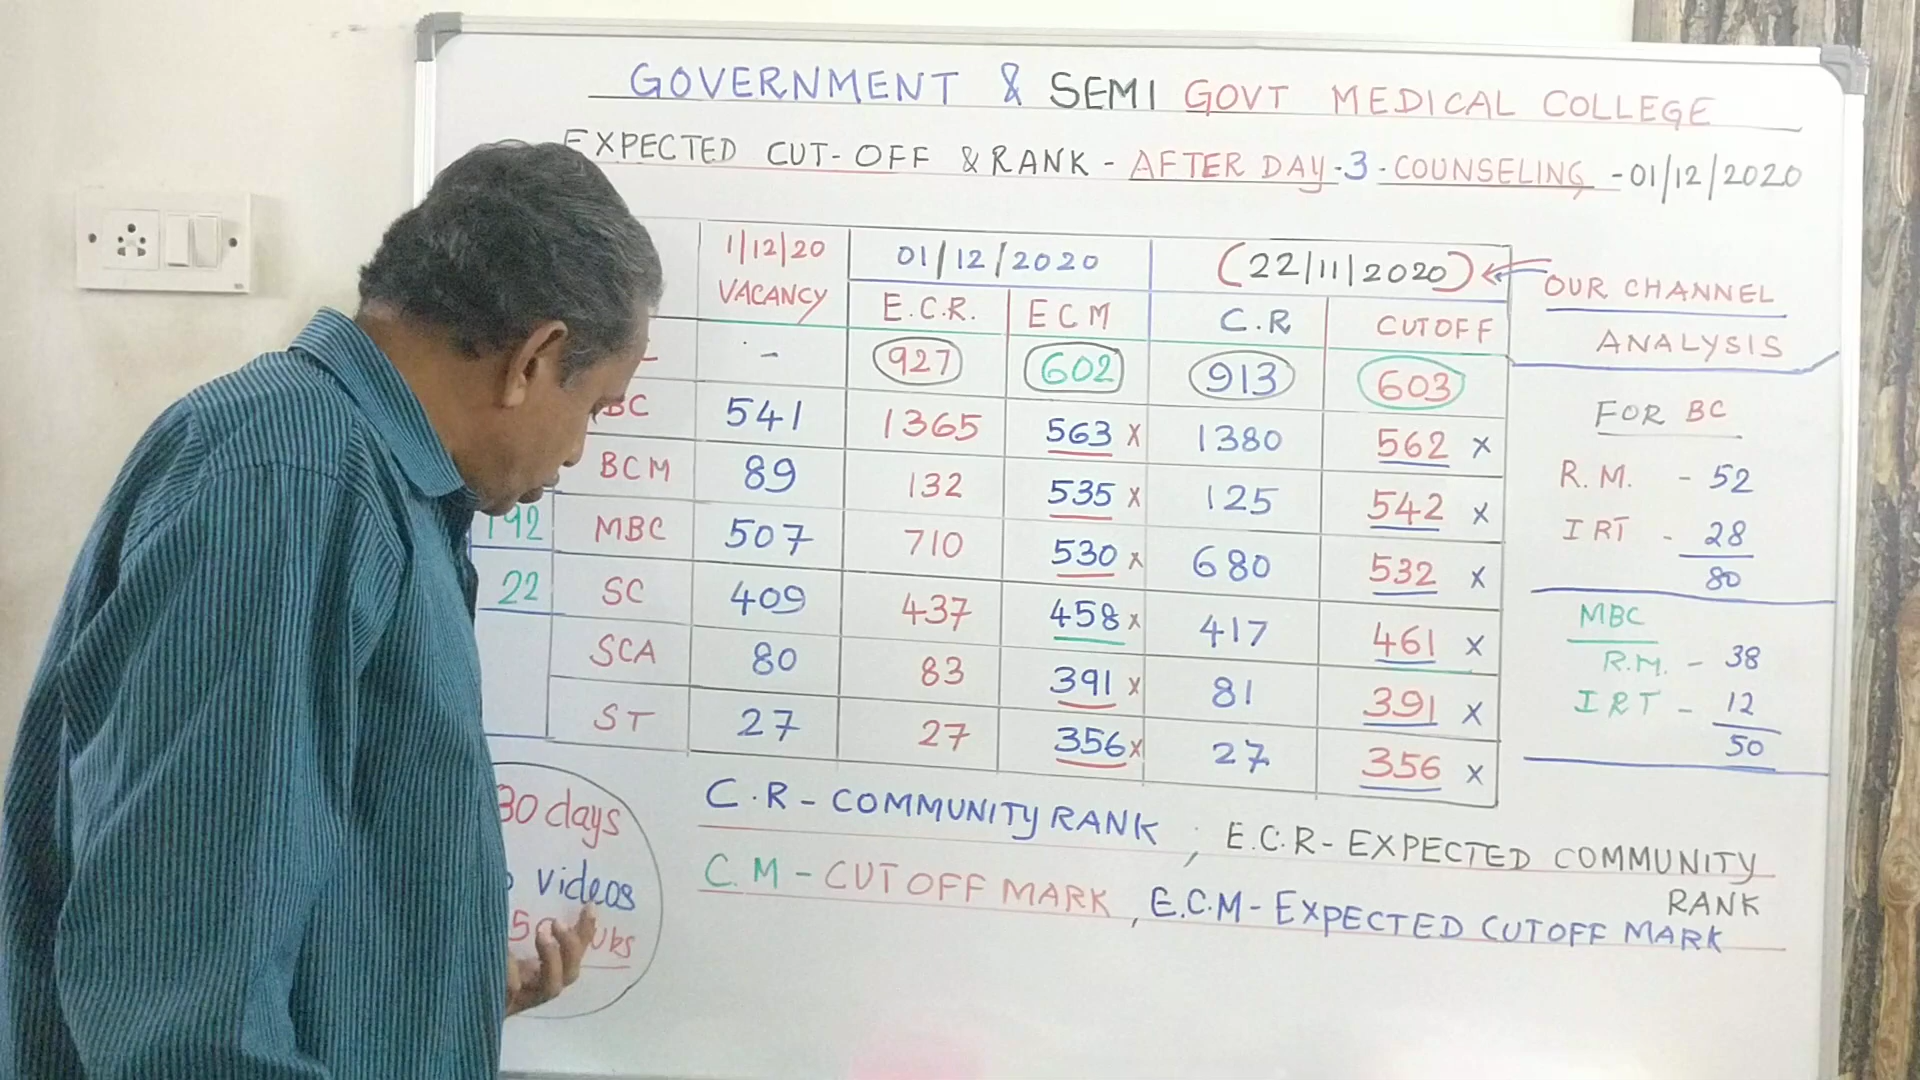 GOVERNMENT & SEMI GOVT MEDICAL COLLEGE
EXPECTED CUT-OFF & RANK - AFTER DAY-3-COUNSELING -01/12/2020
1/12/20 VACANCY 01/12/2020 (22/11/2020)
E.C.R. ECM C.R CUTOFF
- 927 602 913 603
BC 541 1365 563 x 1380 562 x
BCM 89 132 535 x 125 542 x
192 MBC 507 710 530 x 680 532 x
22 SC 409 437 458 x 417 461 x
SCA 80 83 391 x 81 391 x
ST 27 27 356 x 27 356 x
OUR CHANNEL
ANALYSIS
FOR BC
R.M. - 52
IRT - 28
80
MBC
R.M. - 38
IRT - 12
50
30 days
videos
C.R - COMMUNITY RANK ; E.C.R - EXPECTED COMMUNITY
RANK
C.M - CUTOFF MARK , E.C.M - EXPECTED CUTOFF MARK